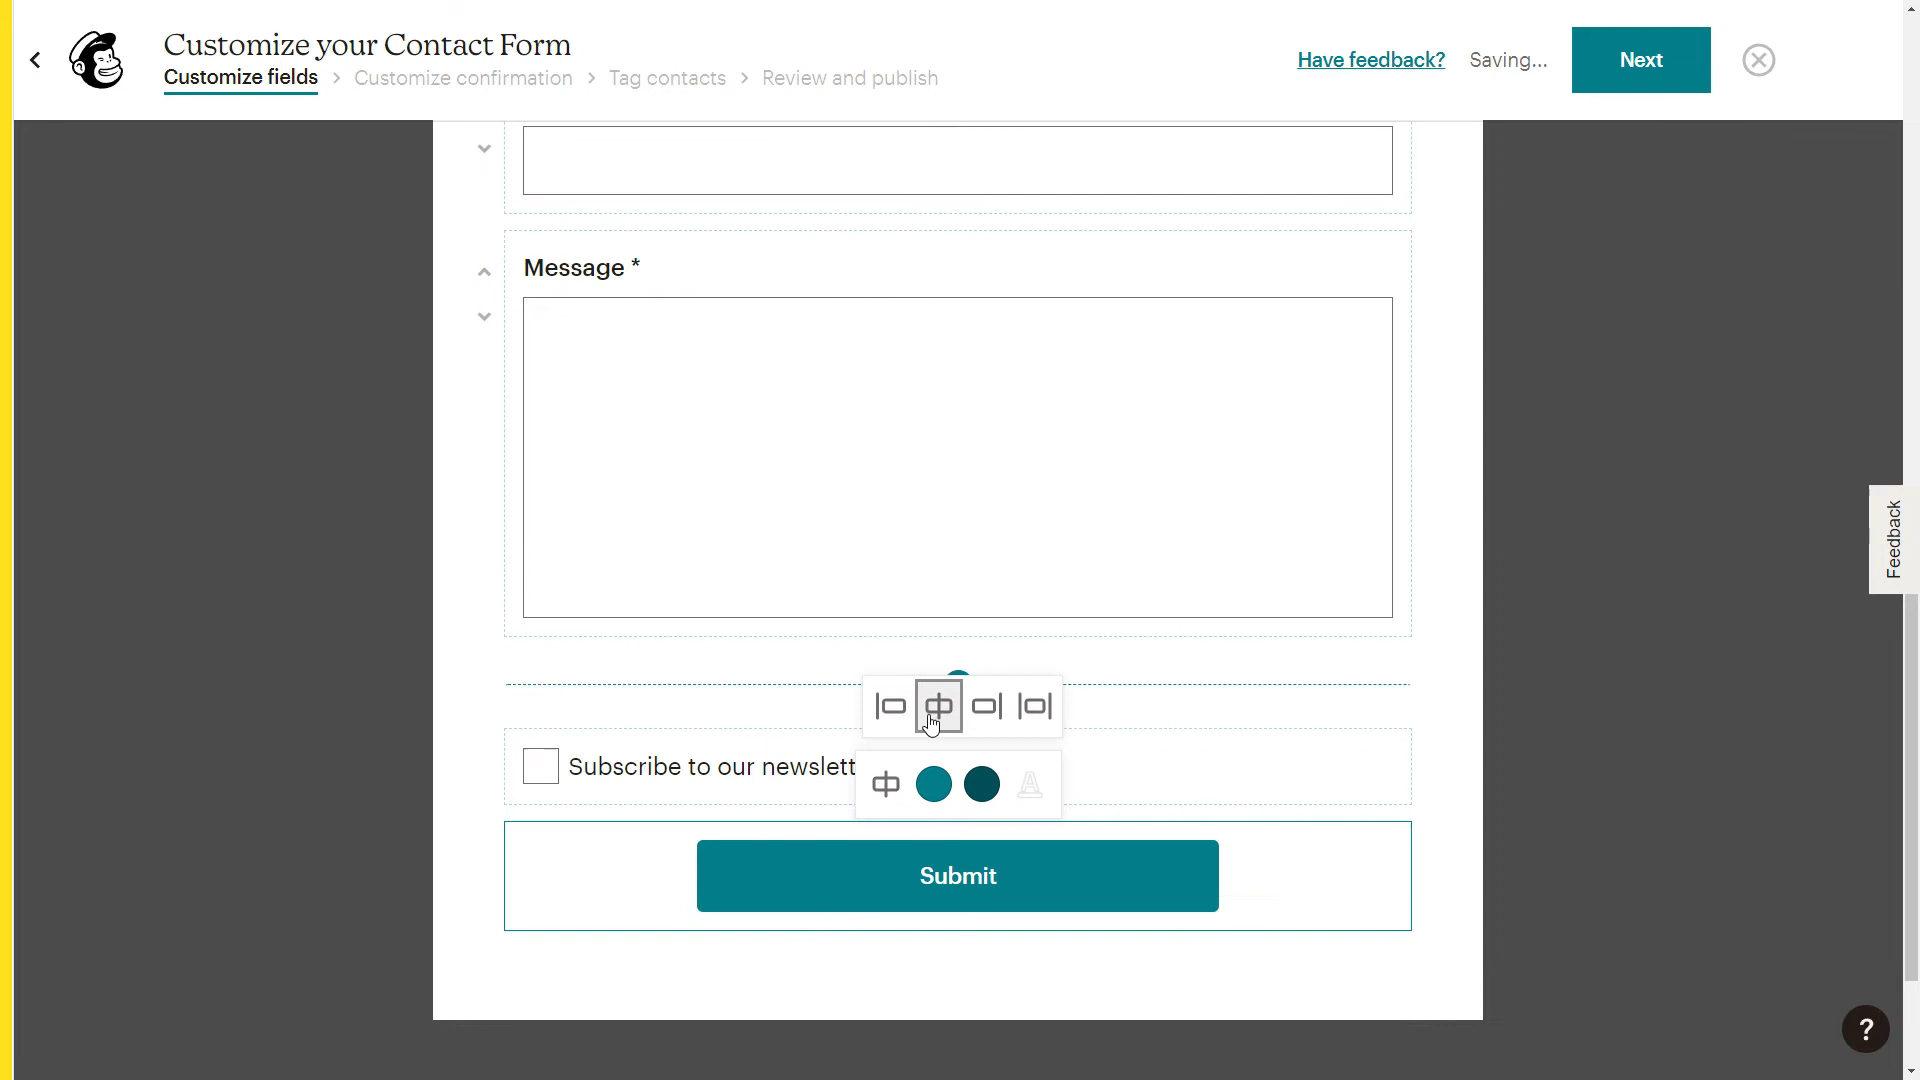 Customize your Contact Form
Customize fields > Customize confirmation > Tag contacts > Review and publish
Have feedback? Saving... Next
Message *
Feedback
Subscribe to our newslett
A
Submit
?